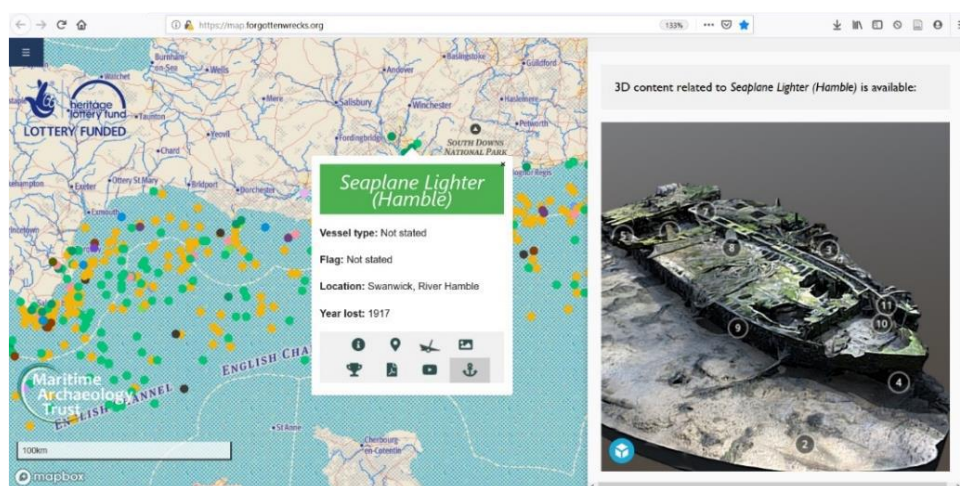 https://map.forgottenwrecks.org
133%
heritage
lottery fund
LOTTERY FUNDED
Burnham-
on-Sea
Wells
Watchet
Taunton
Mere
Andover
Basingstoke
Guildford
Salisbury
Winchester
Haslemere
Petworth
Yeovil
Fordingbridge
SOUTH DOWNS
NATIONAL PARK
Chard
Ottery St Mary
Exeter
Bridport
Dorchester
Bognor Regis
Exmouth
Seaplane Lighter
(Hamble)
Vessel type: Not stated
Flag: Not stated
Location: Swanwick, River Hamble
Year lost: 1917
ENGLISH CHA
ENGLISH CHANNEL
Maritime
Archaeology
Trust
St Anne
Cherbourg-
en-Cotentin
100km
mapbox
3D content related to Seaplane Lighter (Hamble) is available:
7
8
3
11
10
9
4
2